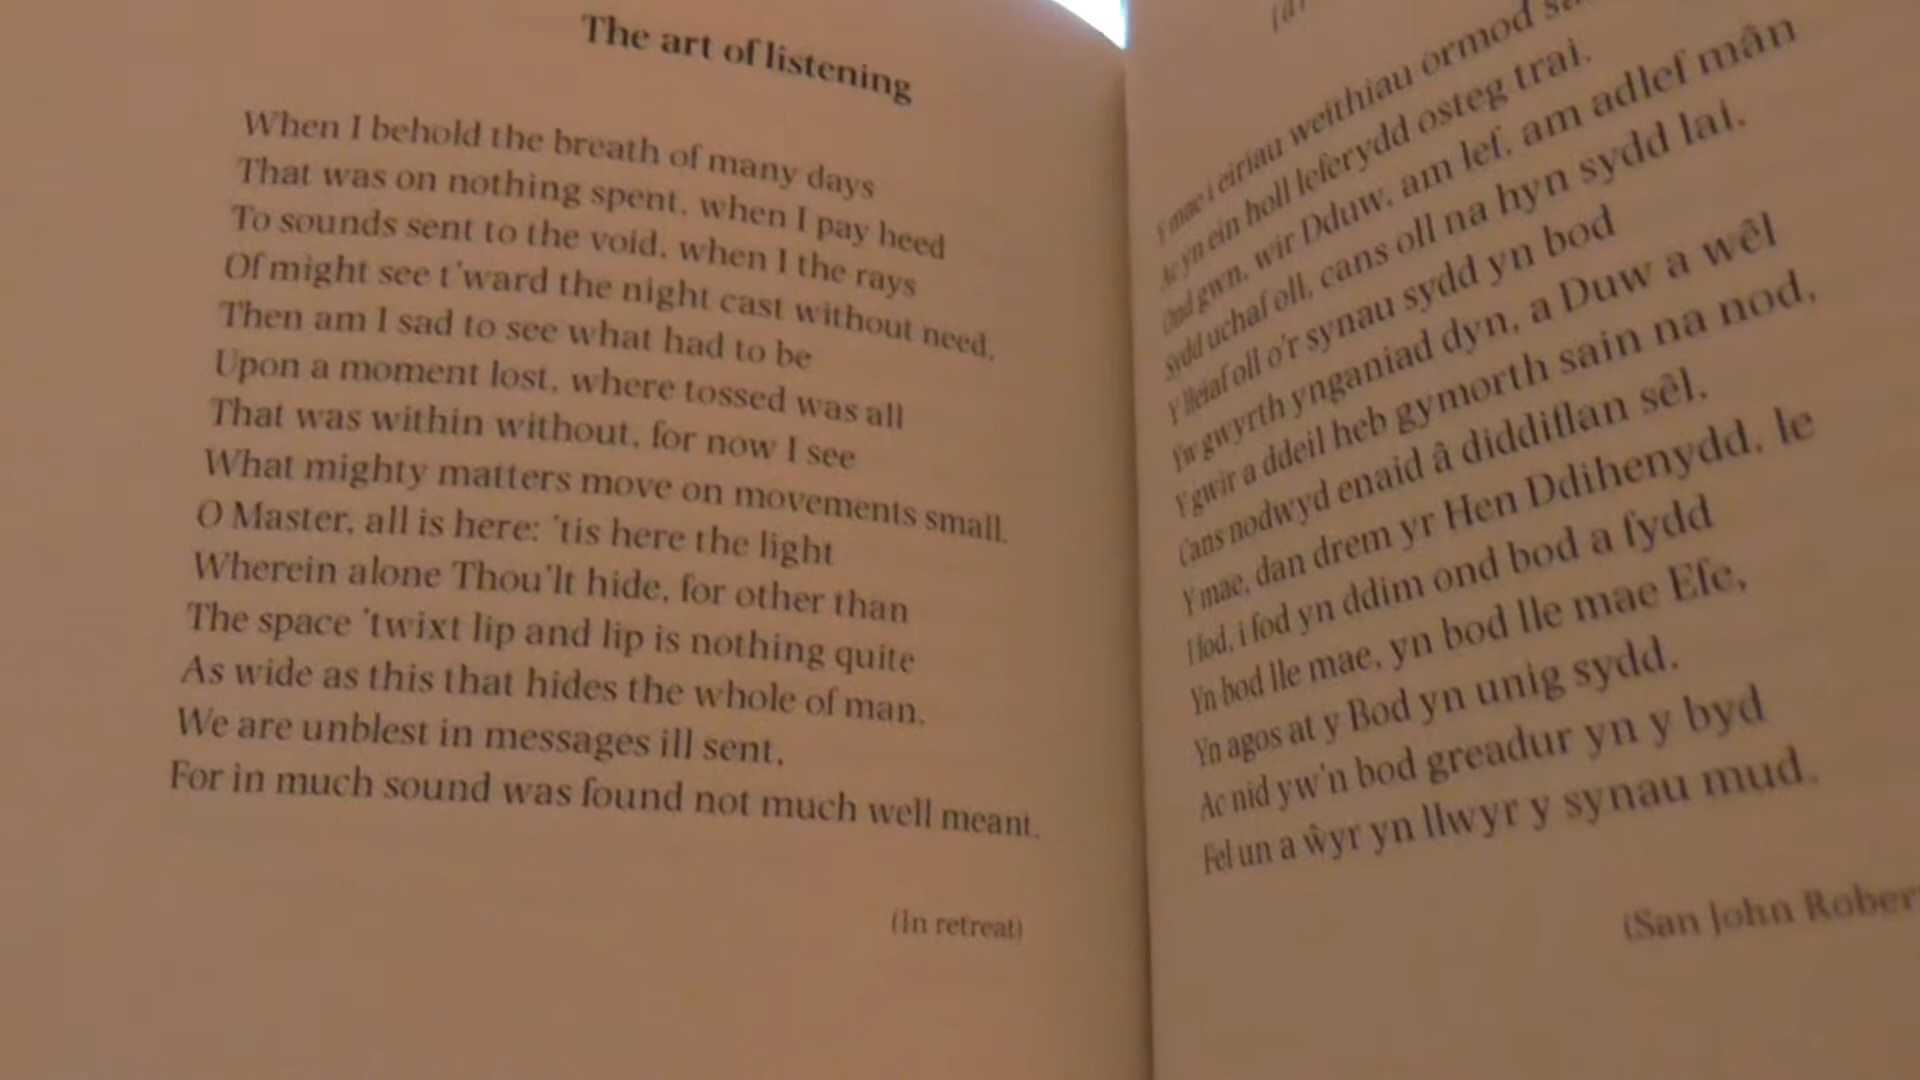 The art of listening
When I behold the breath of many days
That was on nothing spent, when I pay heed
To sounds sent to the void, when I the rays
Of might see t'ward the night cast without need,
Then am I sad to see what had to be
Upon a moment lost, where tossed was all
That was within without, for now I see
What mighty matters move on movements small.
O Master, all is here: 'tis here the light
Wherein alone Thou'lt hide, for other than
The space 'twixt lip and lip is nothing quite
As wide as this that hides the whole of man.
We are unblest in messages ill sent,
For in much sound was found not much well meant.
(In retreat)
Y mae i eiriau weithiau ormod
Ac yn ein holl leferydd osteg trai.
Ond gwn, wir Dduw, am lef, am adlef mân
Sydd uchaf oll, cans oll na hyn sydd lai.
Y lleiaf oll o'r synau sydd yn bod
Yw gwyrth ynganiad dyn, a Duw a wêl
Y gwir a ddeil heb gymorth sain na nod,
Cans nodwyd enaid â diddiflan sêl.
Y mae, dan drem yr Hen Ddihenydd, le
I fod, i fod yn ddim ond bod a fydd
Yn bod lle mae, yn bod lle mae Efe,
Yn agos at y Bod yn unig sydd.
Ac nid yw'n bod greadur yn y byd
Fel un a ŵyr yn llwyr y synau mud.
(San John